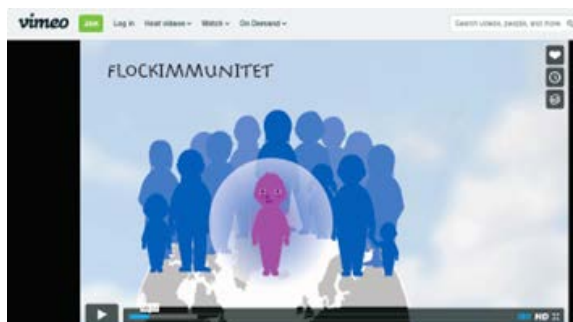 vimeo Join Log in Host videos Watch On Demand Search videos, people, and more
FLOCKIMMUNITET
HD